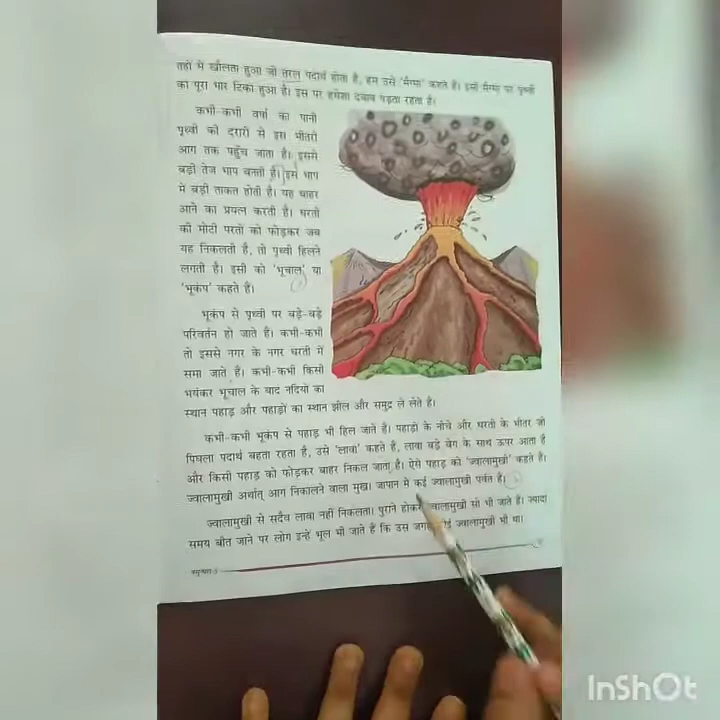 तहों में खौलता हुआ जो तरल पदार्थ होता है, हम उसे 'मैग्मा' कहते हैं। इसी मैग्मा पर पृथ्वी
का पूरा भार टिका हुआ है। इस पर हमेशा दबाव पड़ता रहता है।
कभी-कभी वर्षा का पानी
पृथ्वी की दरारों से इस भीतरी
आग तक पहुँच जाता है। इससे
बड़ी तेज भाप बनती है। इस भाप
में बड़ी ताकत होती है। यह बाहर
आने का प्रयत्न करती है। धरती
की मोटी परतों को फोड़कर जब
यह निकलती है, तो पृथ्वी हिलने
लगती है। इसी को 'भूचाल' या
'भूकंप' कहते हैं।
भूकंप से पृथ्वी पर बड़े-बड़े
परिवर्तन हो जाते हैं। कभी-कभी
तो इससे नगर के नगर धरती में
समा जाते हैं। कभी-कभी किसी
भयंकर भूचाल के बाद नदियों का
स्थान पहाड़ और पहाड़ों का स्थान झील और समुद्र ले लेते हैं।
कभी-कभी भूकंप से पहाड़ भी हिल जाते हैं। पहाड़ों के नीचे और धरती के भीतर जो
पिघला पदार्थ बहता रहता है, उसे 'लावा' कहते हैं, लावा बड़े वेग के साथ ऊपर आता है
और किसी पहाड़ को फोड़कर बाहर निकल जाता है। ऐसे पहाड़ को 'ज्वालामुखी' कहते हैं।
ज्वालामुखी अर्थात् आग निकालने वाला मुख। जापान में कई ज्वालामुखी पर्वत हैं।
ज्वालामुखी से सदैव लावा नहीं निकलता। पुराने होकर ज्वालामुखी सो भी जाते हैं। ज्यादा
समय बीत जाने पर लोग इन्हें भूल भी जाते हैं कि उस जगह कोई ज्वालामुखी भी था।
InShOt